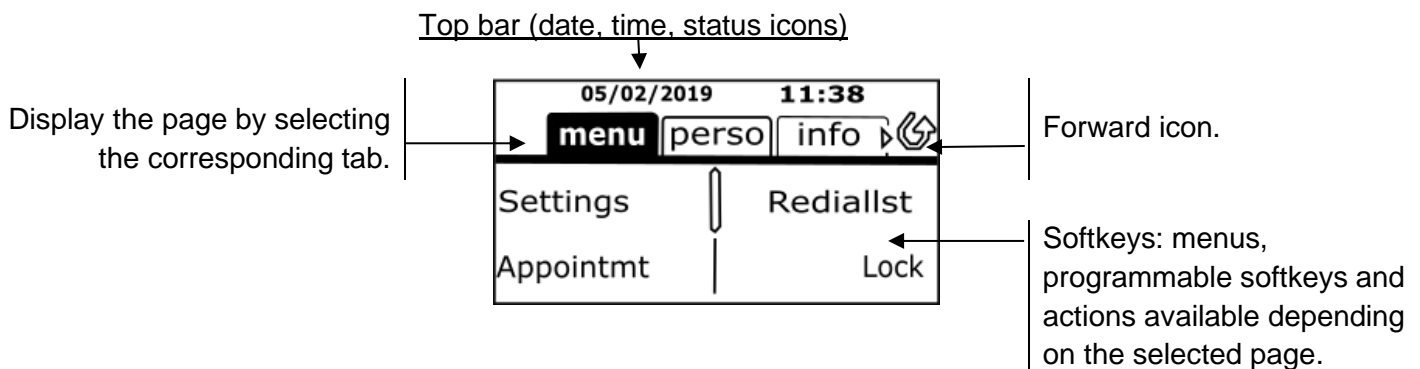 Top bar (date, time, status icons)
05/02/2019 11:38
menu perso info
Display the page by selecting
the corresponding tab.
Forward icon.
Settings Rediallst
Appointmt Lock
Softkeys: menus,
programmable softkeys and
actions available depending
on the selected page.